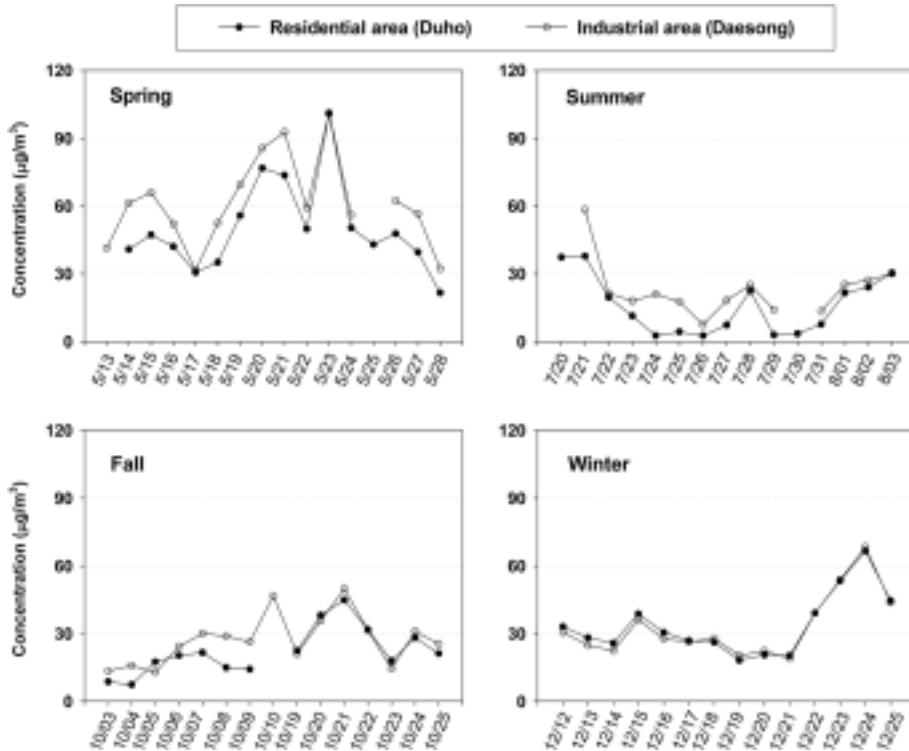 Residential area (Duho) Industrial area (Daesong)
Spring
Summer
Concentration (μg/m³)
120
90
60
30
0
120
90
60
30
0
5/13 5/14 5/15 5/16 5/17 5/18 5/19 5/20 5/21 5/22 5/23 5/24 5/25 5/26 5/27 5/28
7/20 7/21 7/22 7/23 7/24 7/25 7/26 7/27 7/28 7/29 7/30 7/31 8/01 8/02 8/03
Fall
Winter
Concentration (μg/m³)
120
90
60
30
0
120
90
60
30
0
10/03 10/04 10/05 10/06 10/07 10/08 10/09 10/10 10/19 10/20 10/21 10/22 10/23 10/24 10/25
12/12 12/13 12/14 12/15 12/16 12/17 12/18 12/19 12/20 12/21 12/22 12/23 12/24 12/25